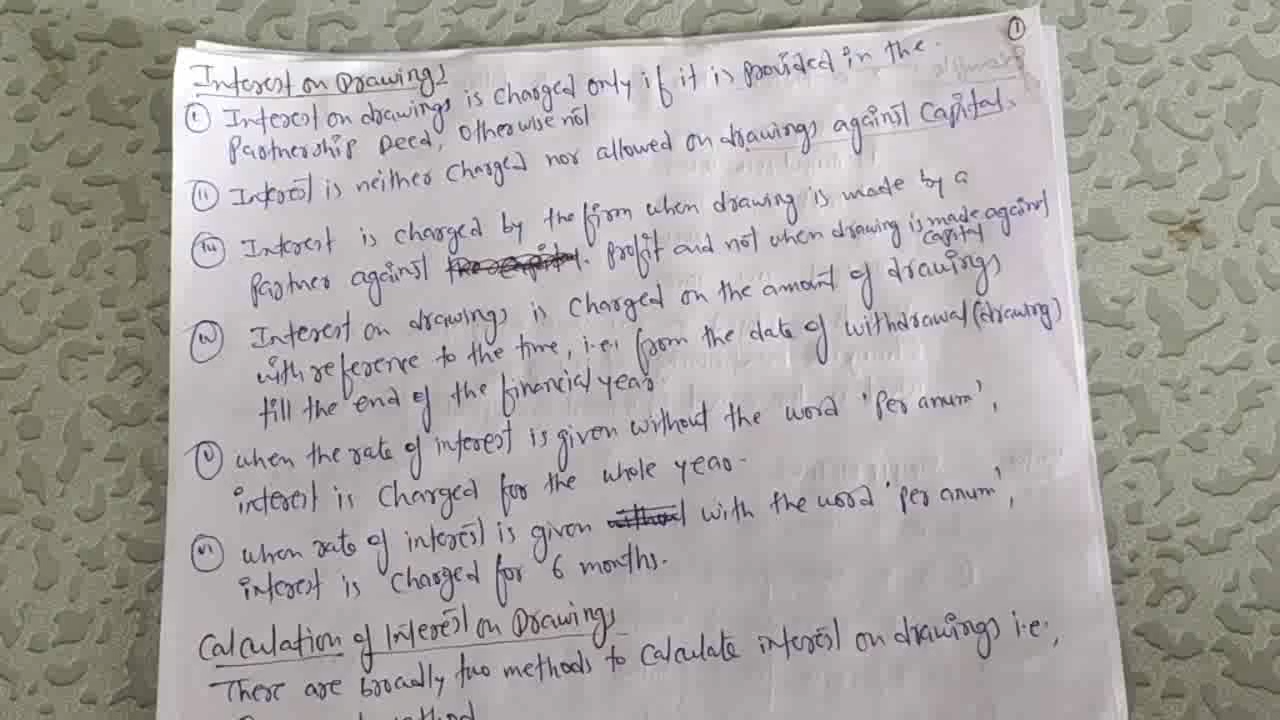 ①
Interest on Drawings
(i) Interest on drawings is charged only if it is provided in the
Partnership Deed, otherwise not
(ii) Interest is neither charged nor allowed on drawings against Capital.
(iii) Interest is charged by the firm when drawing is made by a
Partner against profit and not when drawing is made against
capital
(iv) Interest on drawings is charged on the amount of drawings
with reference to the time, i.e. from the date of withdrawal (drawing)
till the end of the financial year.
(v) when the rate of interest is given without the word 'per anum',
interest is charged for the whole year.
(vi) when rate of interest is given with the word 'per anum',
interest is charged for 6 months.
Calculation of Interest on Drawings
There are broadly two methods to calculate interest on drawings i.e.,
method